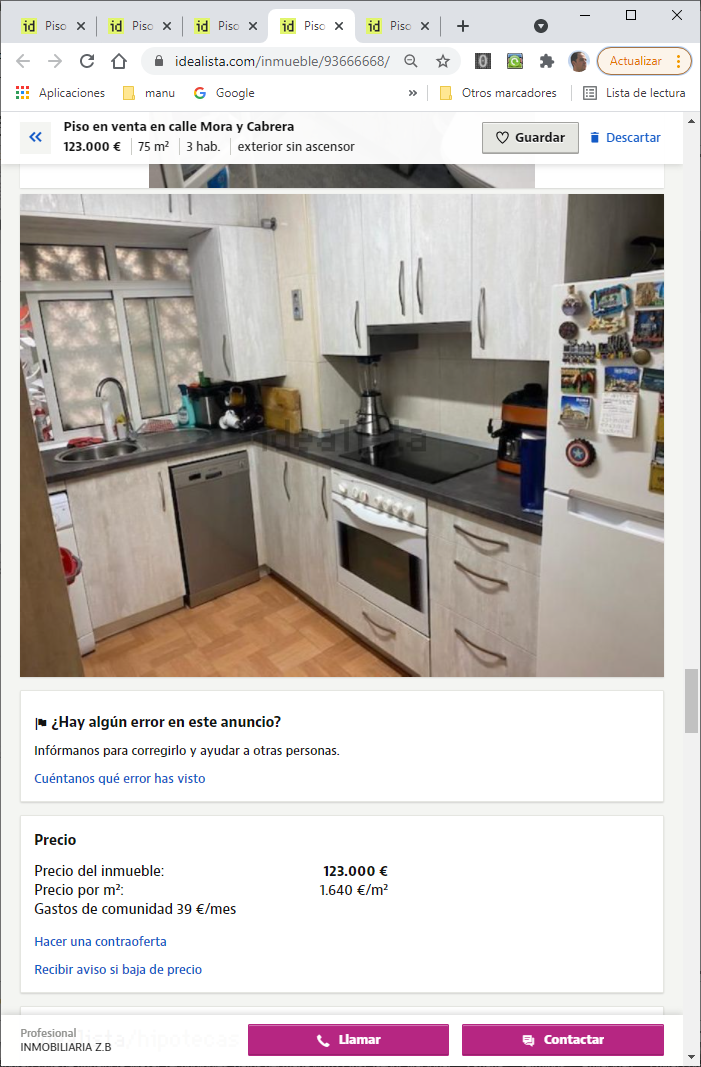 id Piso
id Piso
id Piso
id Piso
id Piso
idealista.com/inmueble/93666668/
Actualizar
Aplicaciones
manu
Google
»
Otros marcadores
Lista de lectura
Piso en venta en calle Mora y Cabrera
123.000 € 75 m² 3 hab. exterior sin ascensor
Guardar
Descartar
idealista
¿Hay algún error en este anuncio?
Infórmanos para corregirlo y ayudar a otras personas.
Cuéntanos qué error has visto
Precio
Precio del inmueble: 123.000 €
Precio por m²: 1.640 €/m²
Gastos de comunidad 39 €/mes
Hacer una contraoferta
Recibir aviso si baja de precio
Profesional
INMOBILIARIA Z.B
Llamar
Contactar